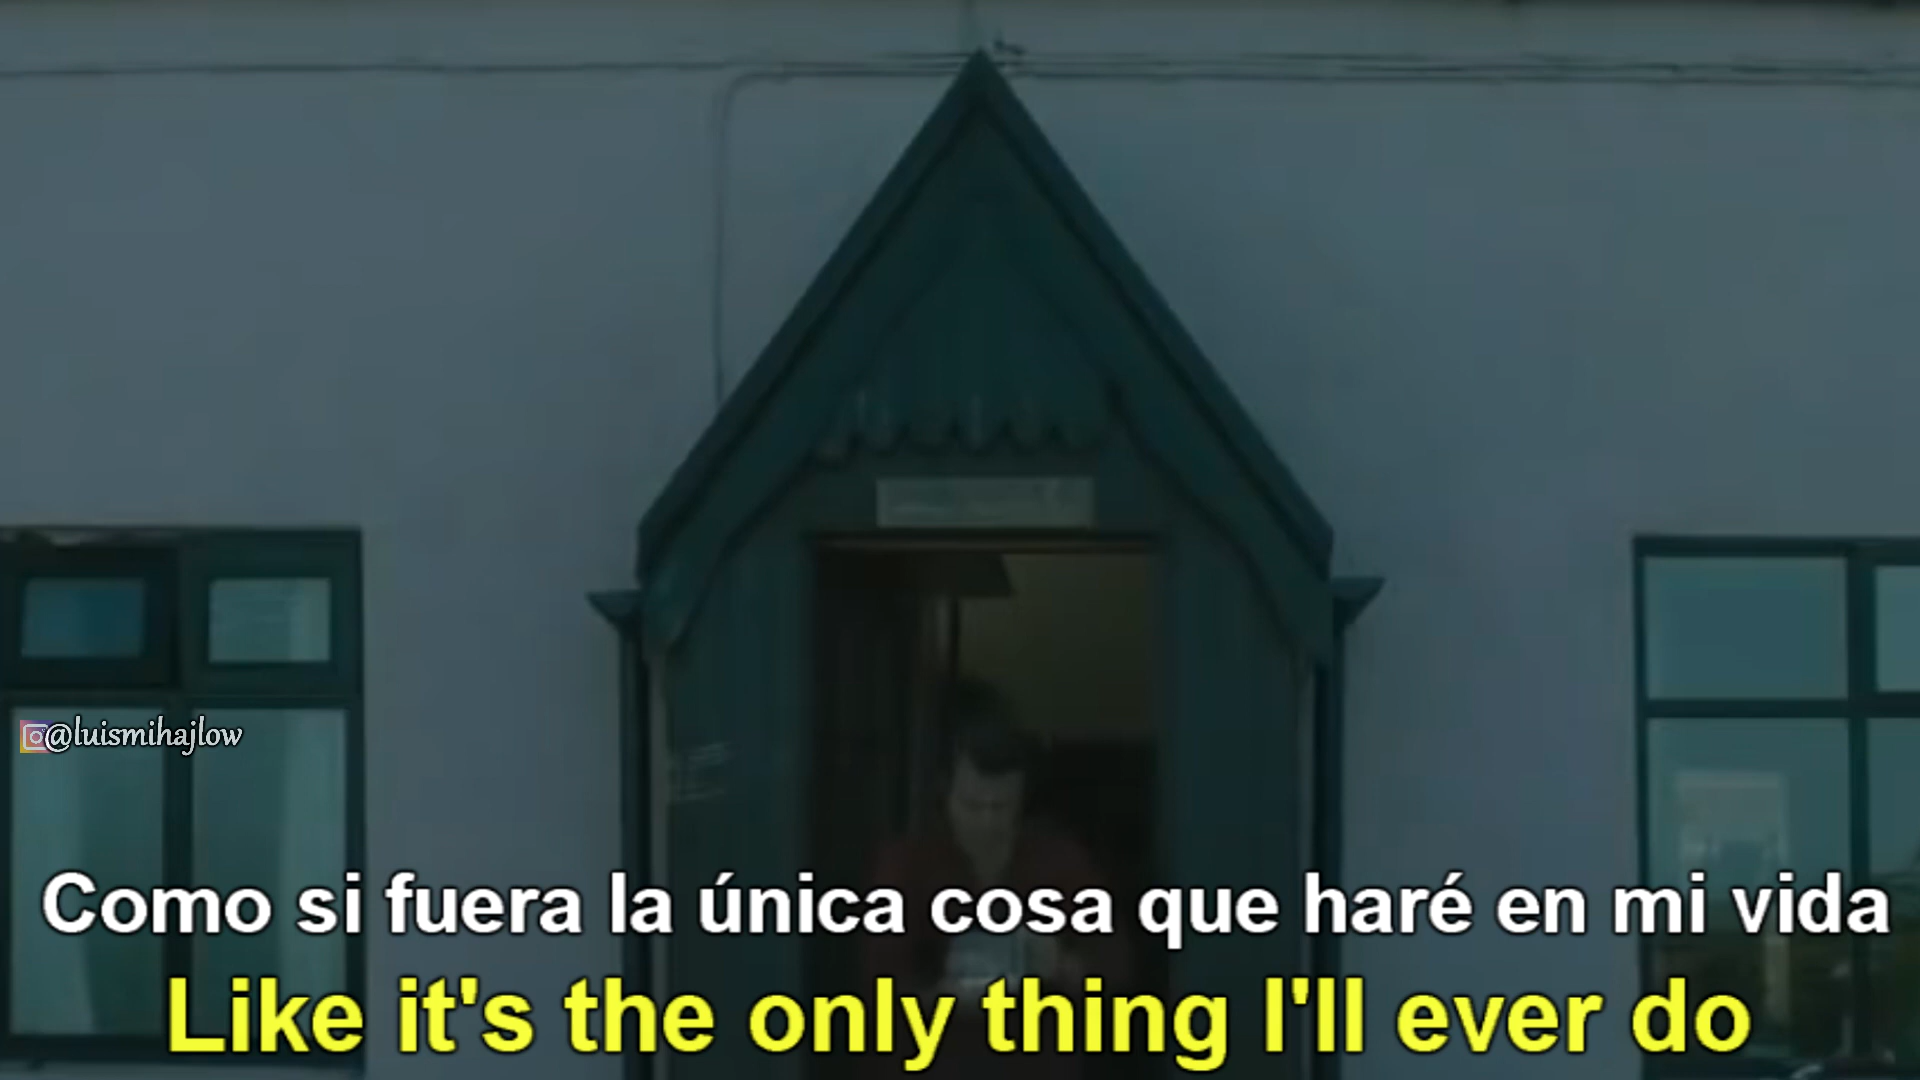 @luismihajlow
Como si fuera la única cosa que haré en mi vida
Like it's the only thing I'll ever do